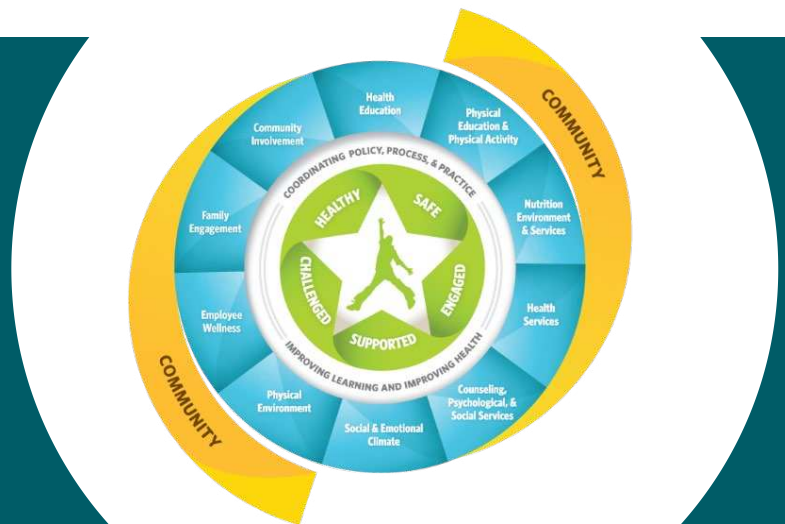 COMMUNITY
Health
Education
Physical
Education &
Physical Activity
Nutrition
Environment
& Services
Health
Services
Counseling,
Psychological, &
Social Services
Social & Emotional
Climate
Physical
Environment
Employee
Wellness
Family
Engagement
Community
Involvement
COORDINATING POLICY, PROCESS, & PRACTICE
IMPROVING LEARNING AND IMPROVING HEALTH
HEALTHY
SAFE
ENGAGED
SUPPORTED
CHALLENGED
COMMUNITY